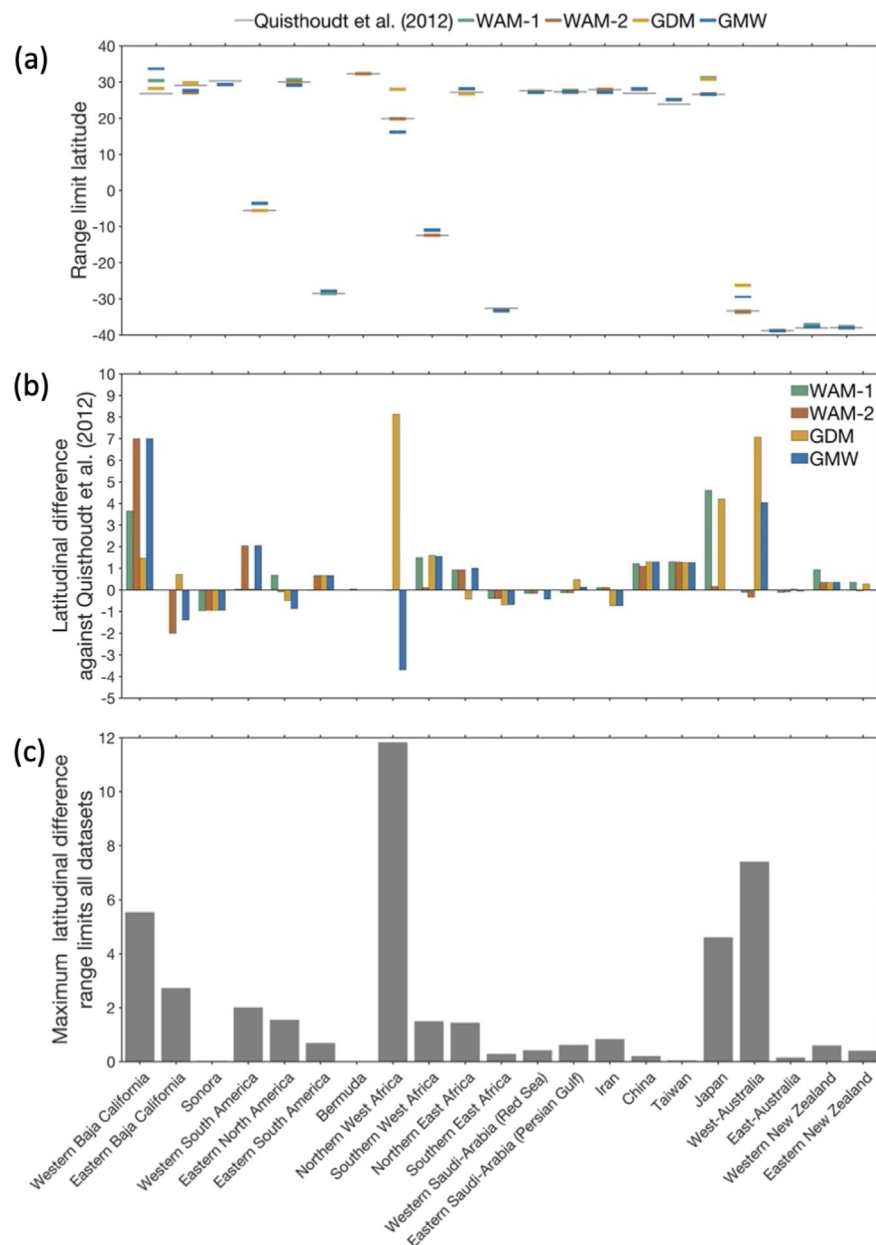 Quisthoudt et al. (2012) WAM-1 WAM-2 GDM GMW
(a)
Range limit latitude
40
30
20
10
0
-10
-20
-30
-40
(b)
Latitudinal difference
against Quisthoudt et al. (2012)
10
9
8
7
6
5
4
3
2
1
0
-1
-2
-3
-4
-5
WAM-1
WAM-2
GDM
GMW
(c)
Maximum latitudinal difference
range limits all datasets
12
10
8
6
4
2
0
Western Baja California
Eastern Baja California
Sonora
Western South America
Eastern North America
Eastern South America
Bermuda
Northern West Africa
Southern West Africa
Northern East Africa
Southern East Africa
Western Saudi-Arabia (Red Sea)
Eastern Saudi-Arabia (Persian Gulf)
Iran
China
Taiwan
Japan
West-Australia
East-Australia
Western New Zealand
Eastern New Zealand